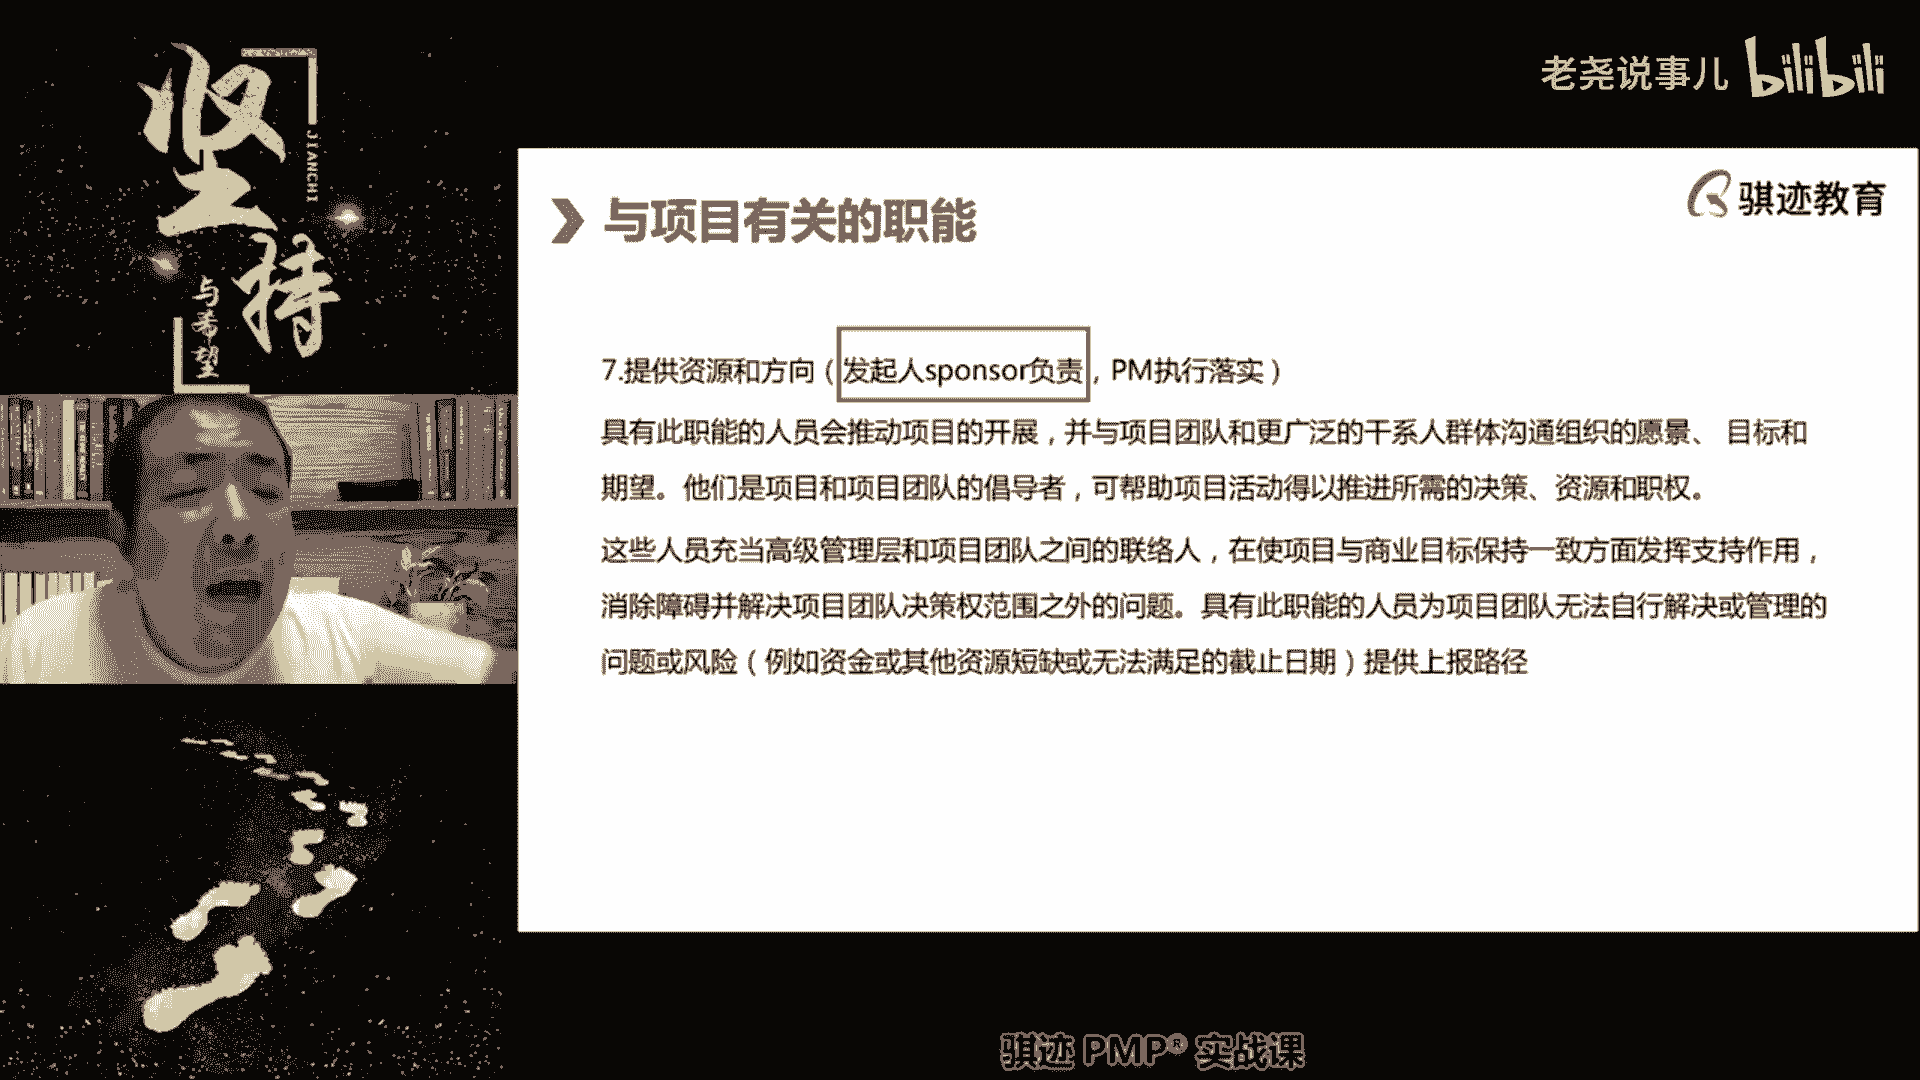 坚持
JIANCHI
与希望
老尧说事儿 bilibili
骐迹教育
与项目有关的职能
7.提供资源和方向（发起人sponsor负责，PM执行落实）
具有此职能的人员会推动项目的开展，并与项目团队和更广泛的干系人群体沟通组织的愿景、 目标和
期望。他们是项目和项目团队的倡导者，可帮助项目活动得以推进所需的决策、资源和职权。
这些人员充当高级管理层和项目团队之间的联络人，在使项目与商业目标保持一致方面发挥支持作用，
消除障碍并解决项目团队决策权范围之外的问题。具有此职能的人员为项目团队无法自行解决或管理的
问题或风险（例如资金或其他资源短缺或无法满足的截止日期）提供上报路径
骐迹 PMP® 实战课